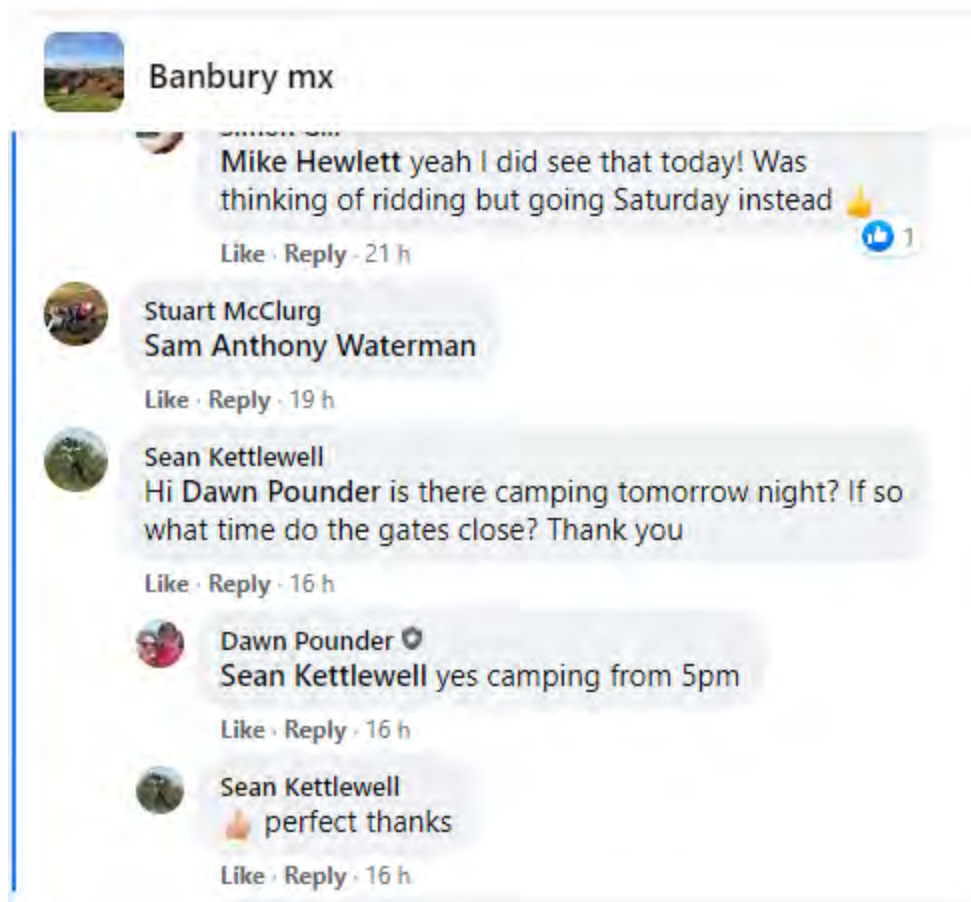 Banbury mx
Mike Hewlett yeah I did see that today! Was
thinking of ridding but going Saturday instead 👍
1
Like · Reply · 21 h
Stuart McClurg
Sam Anthony Waterman
Like · Reply · 19 h
Sean Kettlewell
Hi Dawn Pounder is there camping tomorrow night? If so
what time do the gates close? Thank you
Like · Reply · 16 h
Dawn Pounder
Sean Kettlewell yes camping from 5pm
Like · Reply · 16 h
Sean Kettlewell
👍 perfect thanks
Like · Reply · 16 h